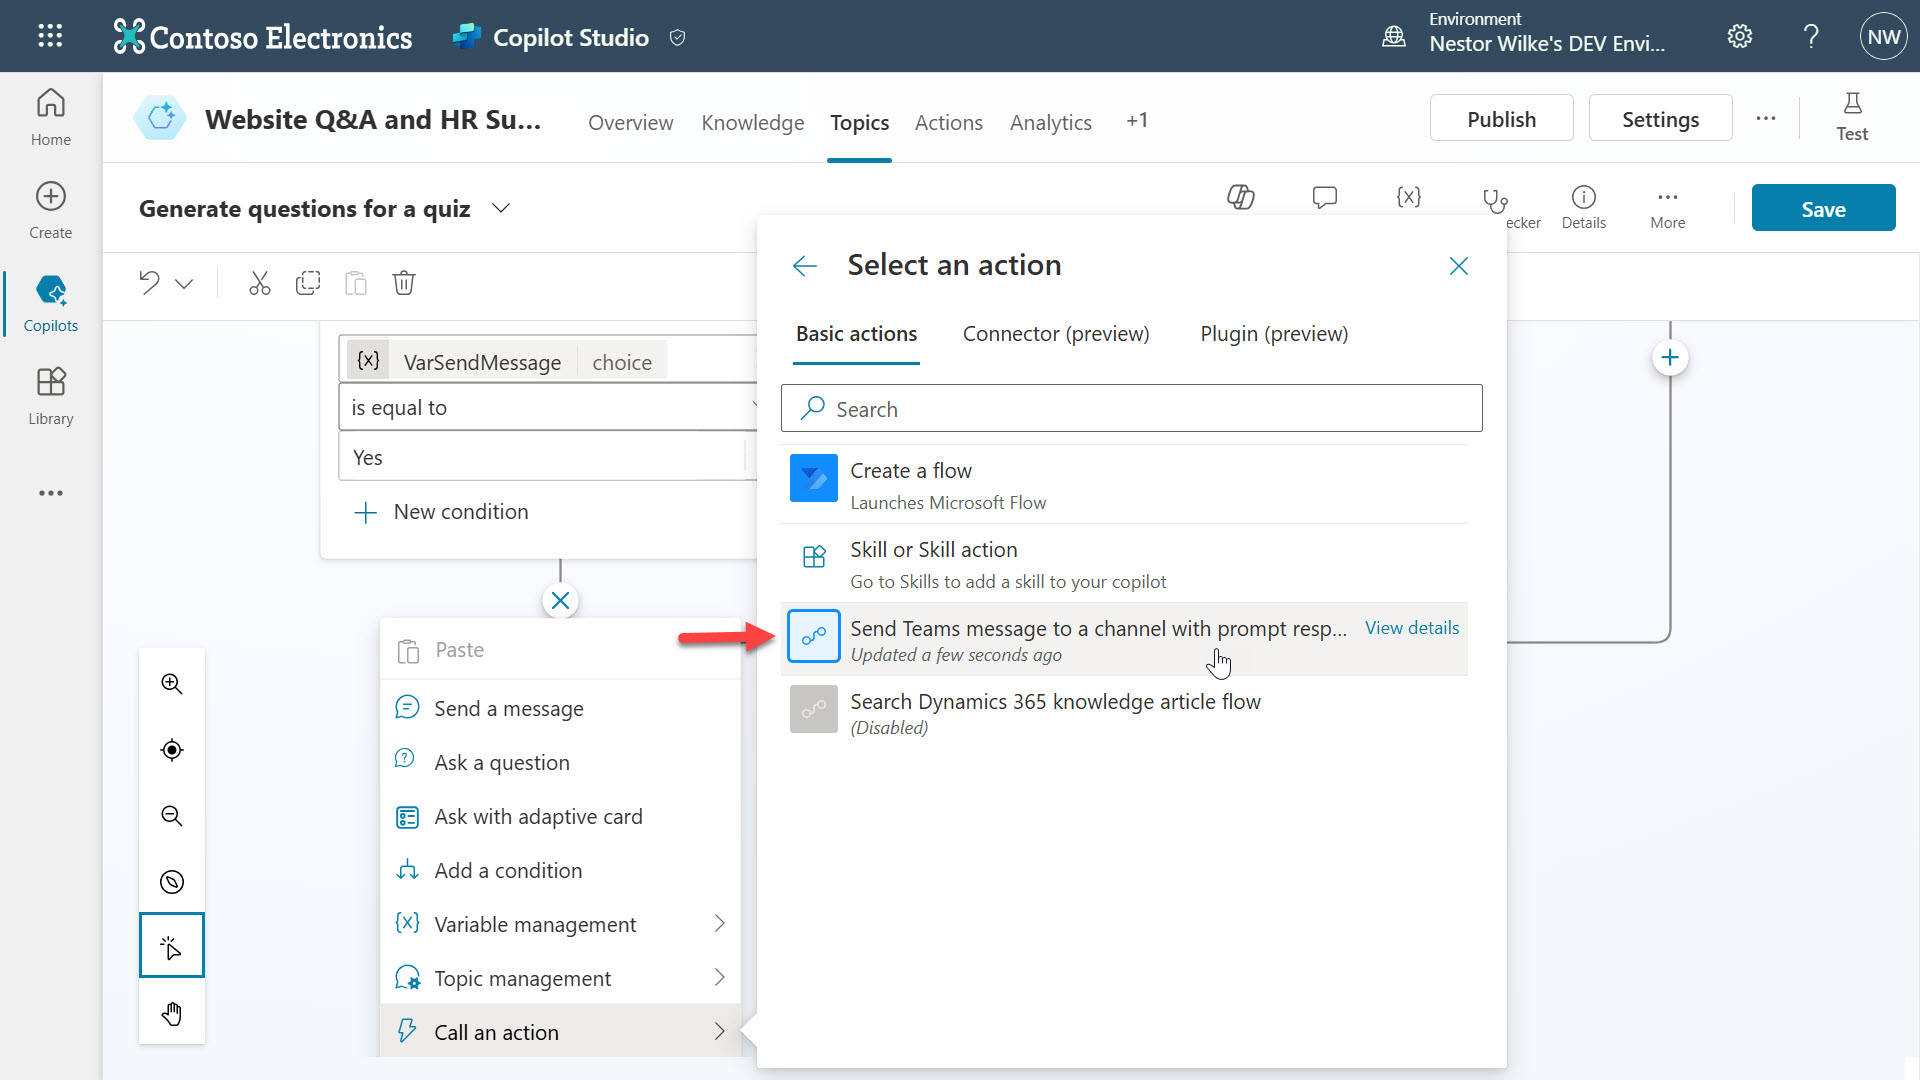 Contoso Electronics
Copilot Studio
Environment
Nestor Wilke's DEV Envi...
?
NW
Home
Create
Copilots
Library
Website Q&A and HR Su...
Overview
Knowledge
Topics
Actions
Analytics
+1
Publish
Settings
Test
Generate questions for a quiz
{x}
ecker
Details
More
Save
{x} VarSendMessage choice
is equal to
Yes
New condition
Paste
Send a message
Ask a question
Ask with adaptive card
Add a condition
{x} Variable management
Topic management
Call an action
Select an action
Basic actions
Connector (preview)
Plugin (preview)
Search
Create a flow
Launches Microsoft Flow
Skill or Skill action
Go to Skills to add a skill to your copilot
Send Teams message to a channel with prompt resp... View details
Updated a few seconds ago
Search Dynamics 365 knowledge article flow
(Disabled)